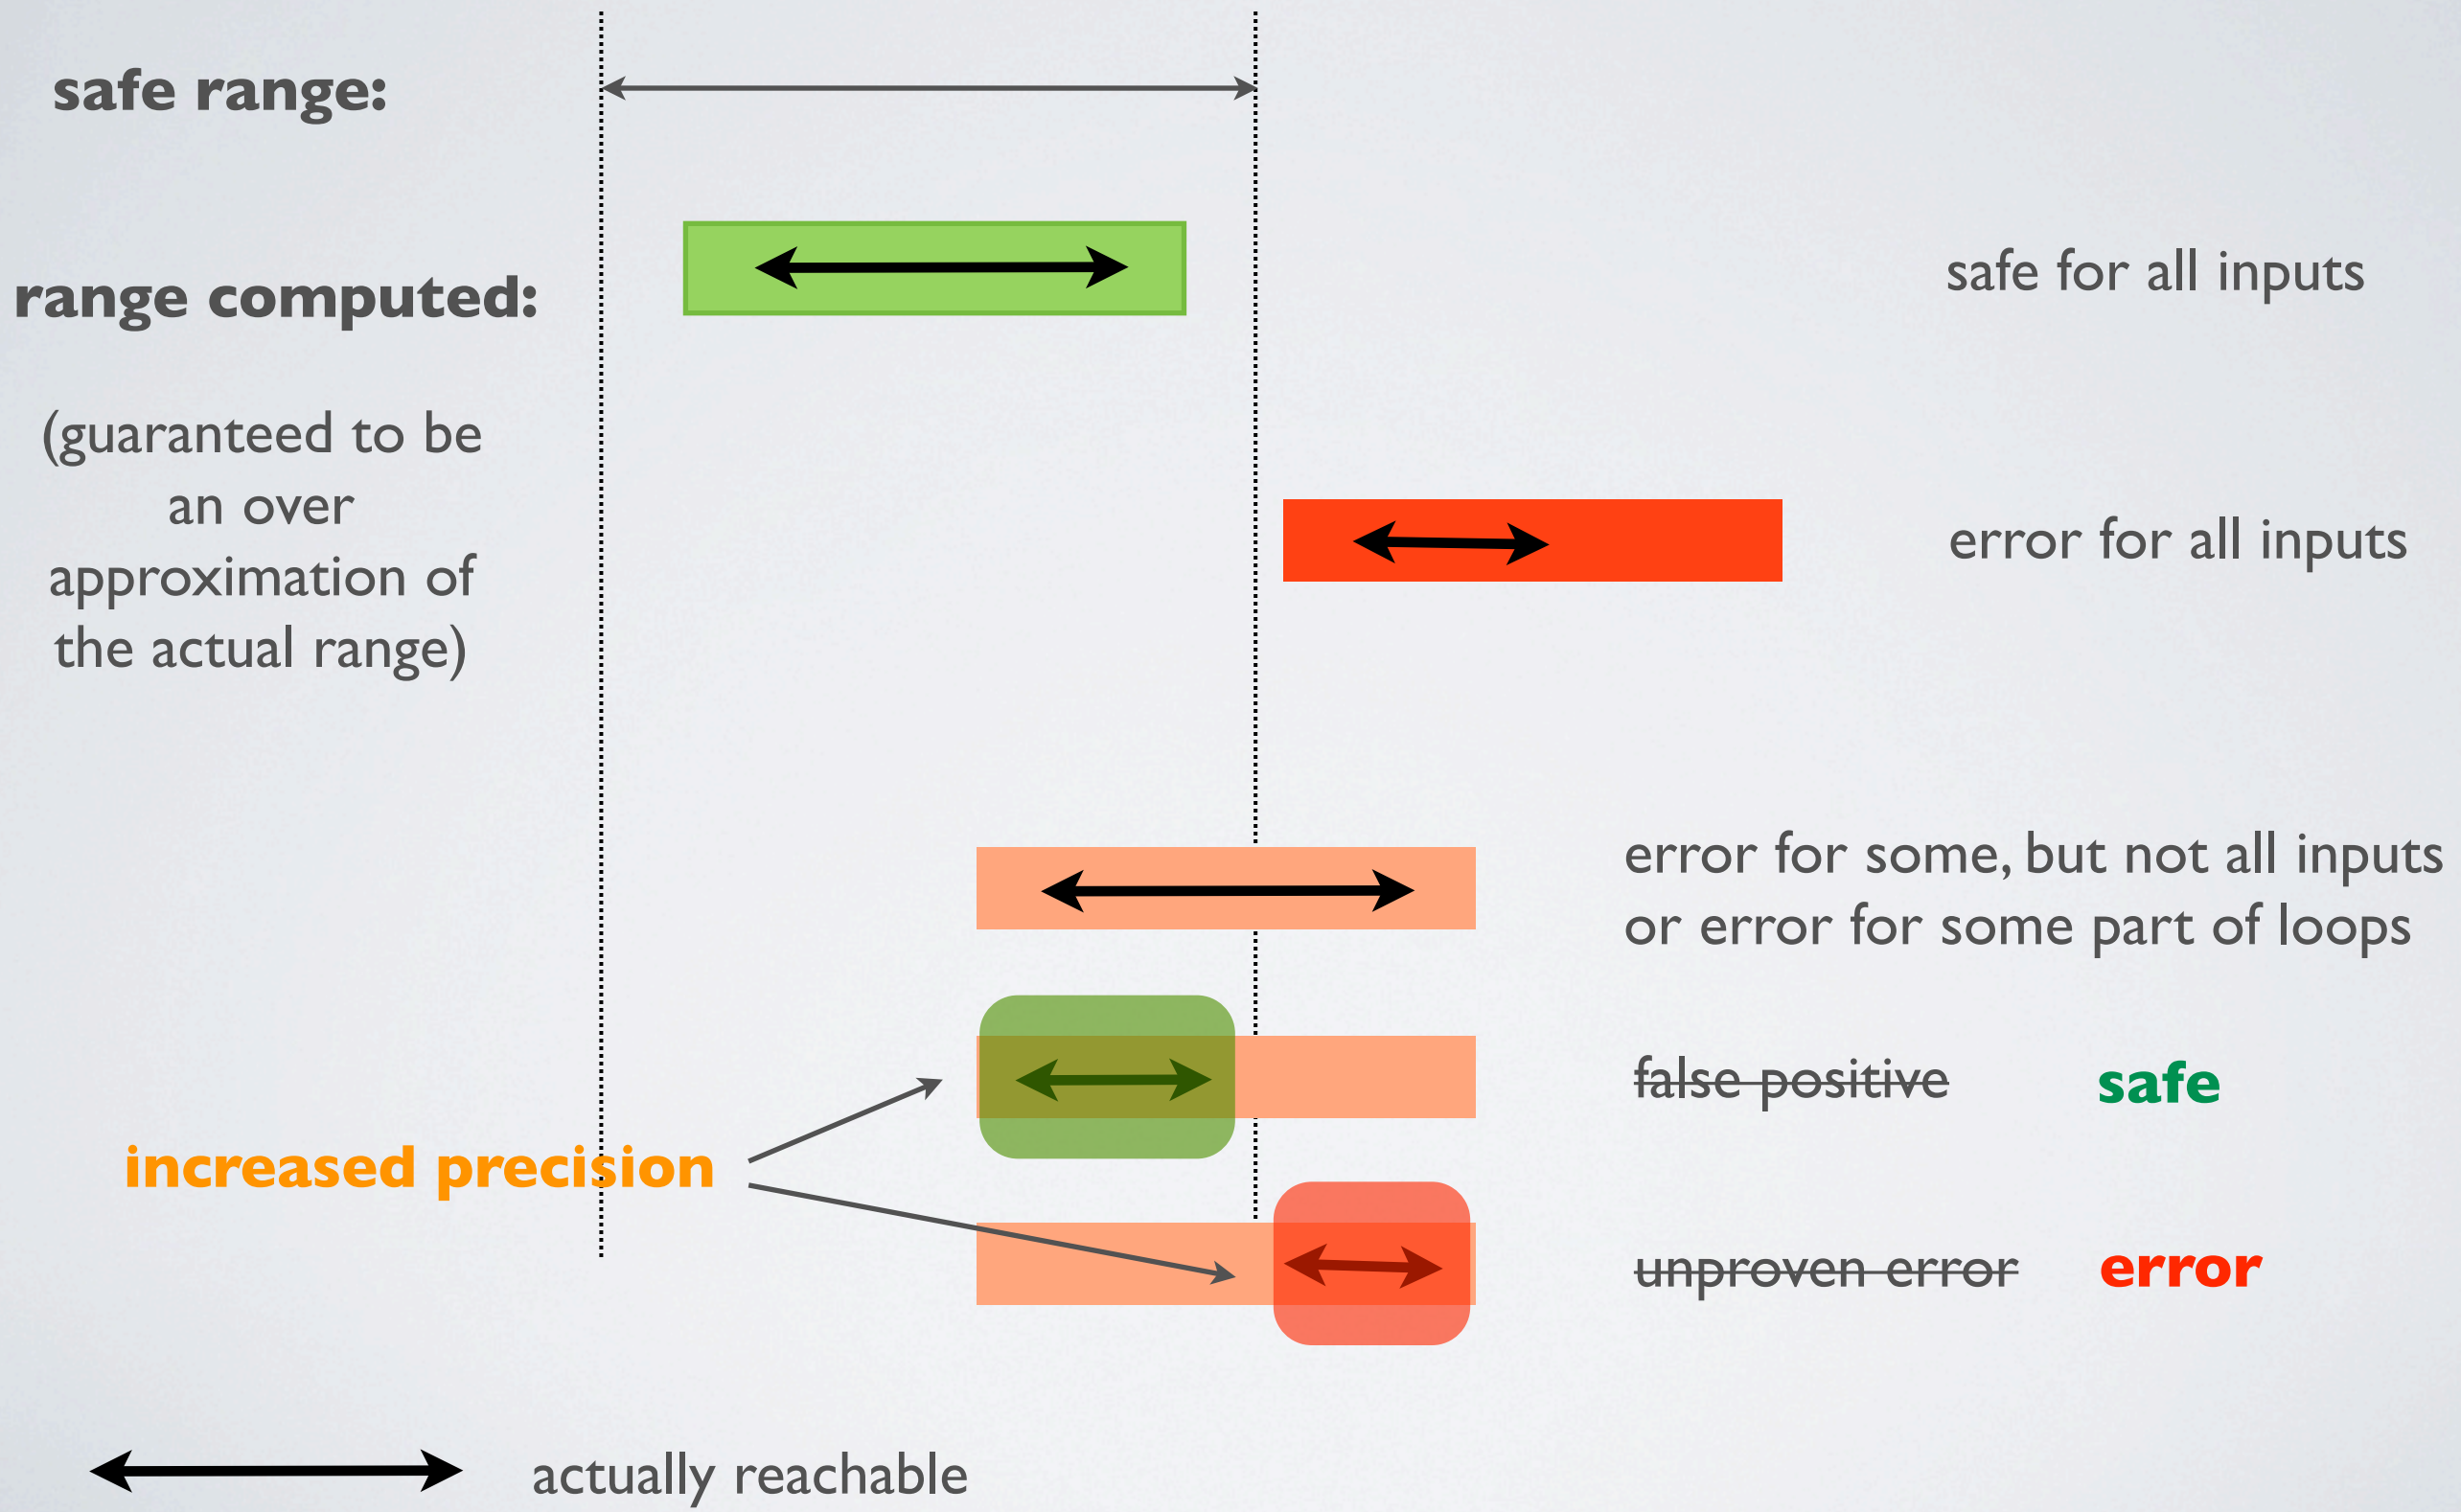 safe range:
range computed:
safe for all inputs
(guaranteed to be
an over
approximation of
the actual range)
error for all inputs
error for some, but not all inputs
or error for some part of loops
false positive safe
increased precision
unproven error error
actually reachable